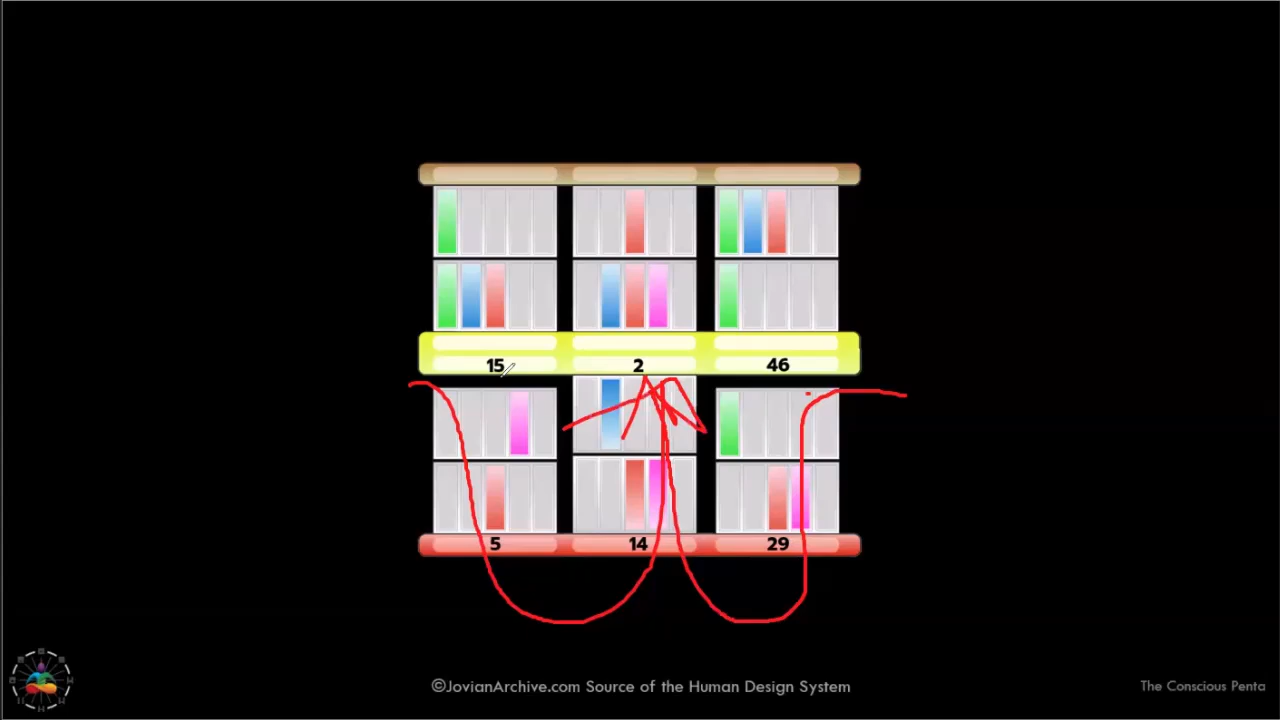 15 2 46
5 14 29
©JovianArchive.com Source of the Human Design System
The Conscious Penta